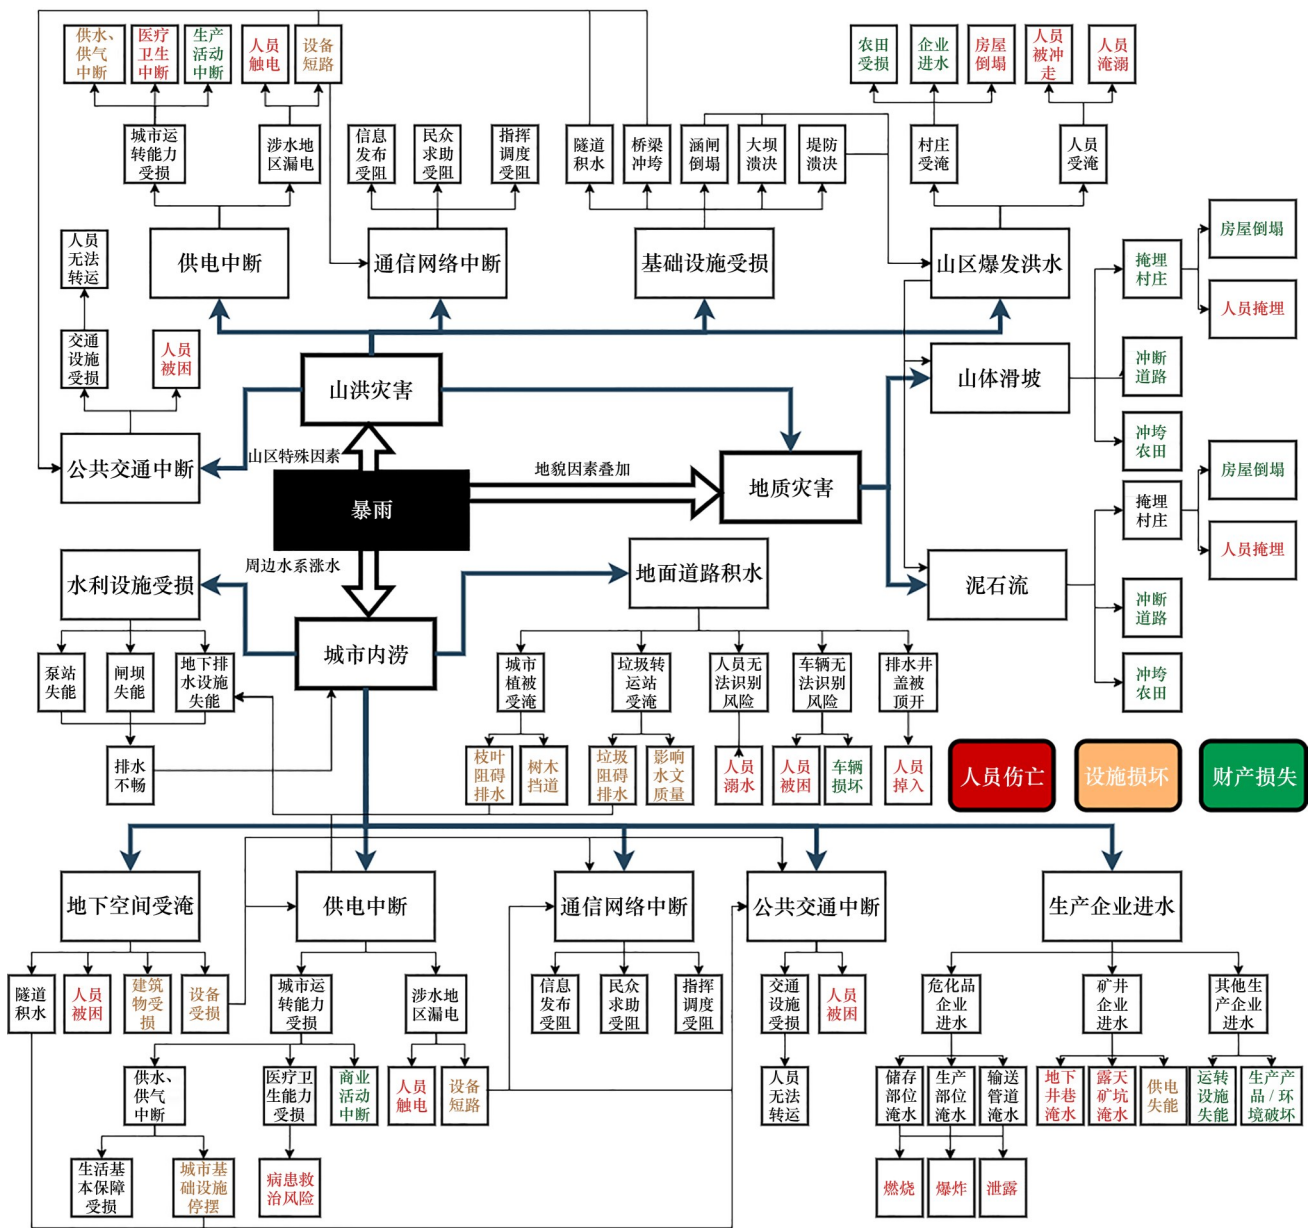 供水、
供气
中断
医疗
卫生
中断
生产
活动
中断
人员
触电
设备
短路
农田
受损
企业
进水
房屋
倒塌
人员
被冲
走
人员
淹溺
城市运
转能力
受损
涉水地
区漏电
信息
发布
受阻
民众
求助
受阻
指挥
调度
受阻
隧道
积水
桥梁
冲垮
涵闸
倒塌
大坝
溃决
堤防
溃决
村庄
受淹
人员
受淹
人员
无法
转运
供电中断
通信网络中断
基础设施受损
山区爆发洪水
掩埋
村庄
房屋倒塌
人员掩埋
交通
设施
受损
人员
被困
山洪灾害
山体滑坡
冲断
道路
冲垮
农田
公共交通中断
山区特殊因素
暴雨
地貌因素叠加
地质灾害
掩埋
村庄
房屋倒塌
人员掩埋
周边水系涨水
水利设施受损
地面道路积水
泥石流
冲断
道路
冲垮
农田
城市内涝
泵站
失能
闸坝
失能
地下排
水设施
失能
城市
植被
受淹
垃圾转
运站
受淹
人员无
法识别
风险
车辆无
法识别
风险
排水井
盖被
顶开
排水
不畅
枝叶
阻碍
排水
树木
挡道
垃圾
阻碍
排水
影响
水文
质量
人员
溺水
人员
被困
车辆
损坏
人员
掉入
人员伤亡
设施损坏
财产损失
地下空间受淹
供电中断
通信网络中断
公共交通中断
生产企业进水
隧道
积水
人员
被困
建筑
物受
损
设备
受损
城市运
转能力
受损
涉水地
区漏电
信息
发布
受阻
民众
求助
受阻
指挥
调度
受阻
交通
设施
受损
人员
被困
危化品
企业
进水
矿井
企业
进水
其他生
产企业
进水
供水、
供气
中断
医疗卫
生能力
受损
商业
活动
中断
人员
触电
设备
短路
人员
无法
转运
储存
部位
淹水
生产
部位
淹水
输送
管道
淹水
地下
井巷
淹水
露天
矿坑
淹水
供电
失能
运转
设施
失能
生产产
品/环
境破坏
生活基
本保障
受损
城市基
础设施
停摆
病患救
治风险
燃烧
爆炸
泄露